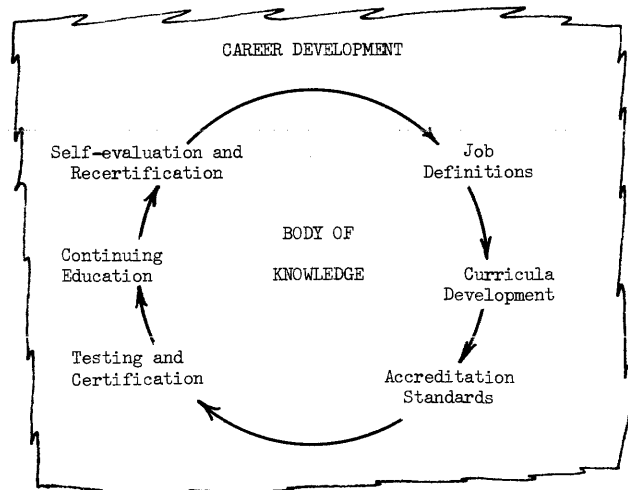 CAREER DEVELOPMENT
Self-evaluation and
Recertification
Job
Definitions
BODY OF
KNOWLEDGE
Continuing
Education
Curricula
Development
Testing and
Certification
Accreditation
Standards